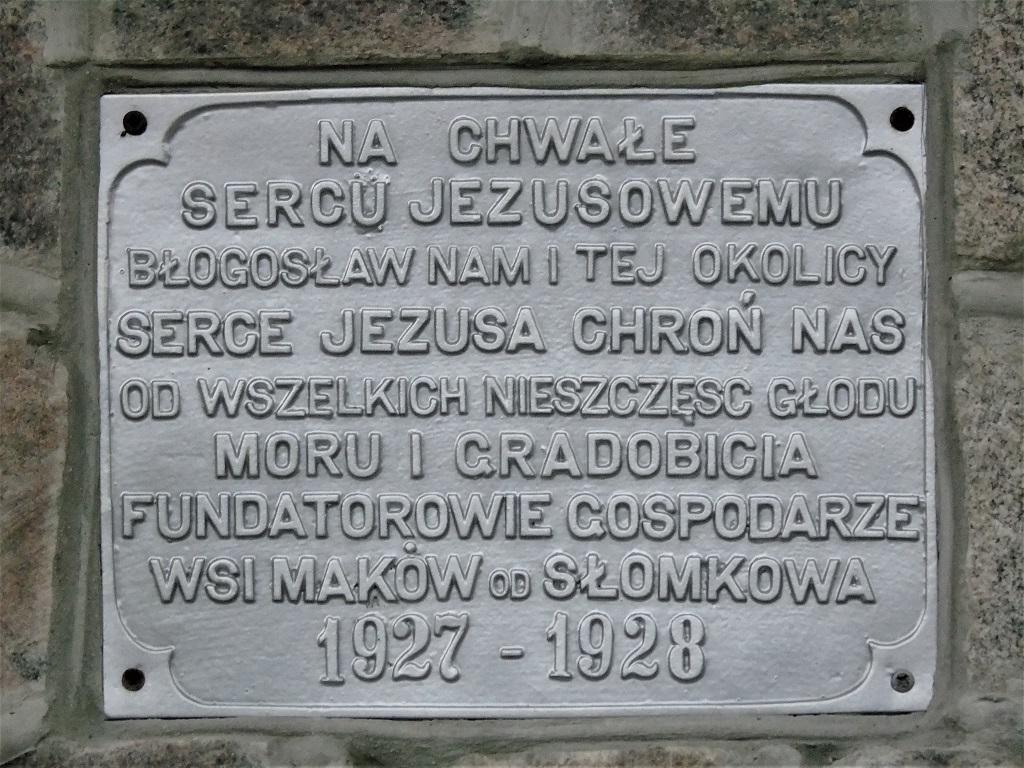 NA CHWAŁE
SERCU JEZUSOWEMU
BŁOGOSŁAW NAM I TEJ OKOLICY
SERCE JEZUSA CHROŃ NAS
OD WSZELKICH NIESZCZĘSC GŁODU
MORU I GRADOBICIA
FUNDATOROWIE GOSPODARZE
WSI MAKÓW OD SŁOMKOWA
1927 - 1928